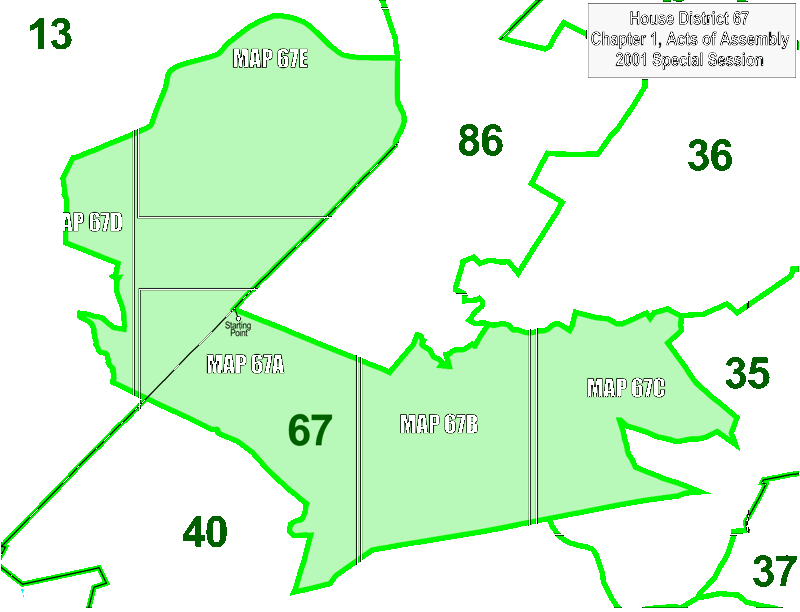 13
House District 67
Chapter 1, Acts of Assembly
2001 Special Session
MAP 67E
86
36
AP 67D
Starting
Point
MAP 67A
MAP 67B
MAP 67C
35
67
40
37